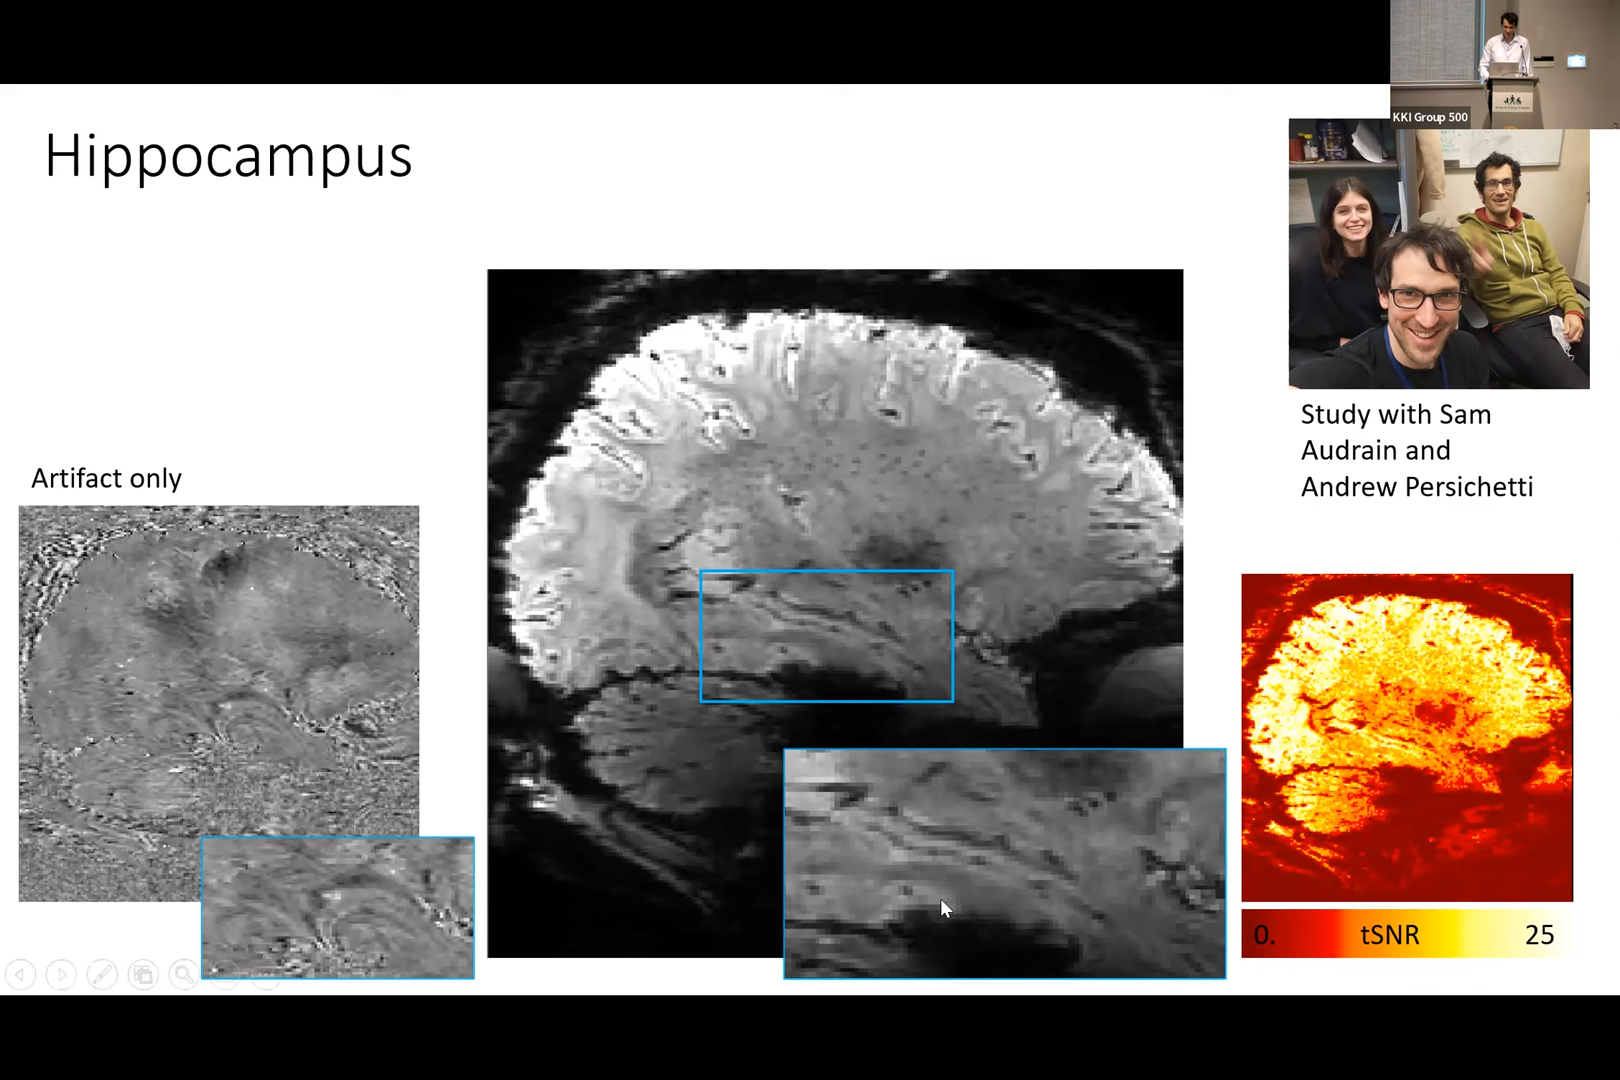 KKI Group 500
Hippocampus
Study with Sam
Audrain and
Andrew Persichetti
Artifact only
0. tSNR 25